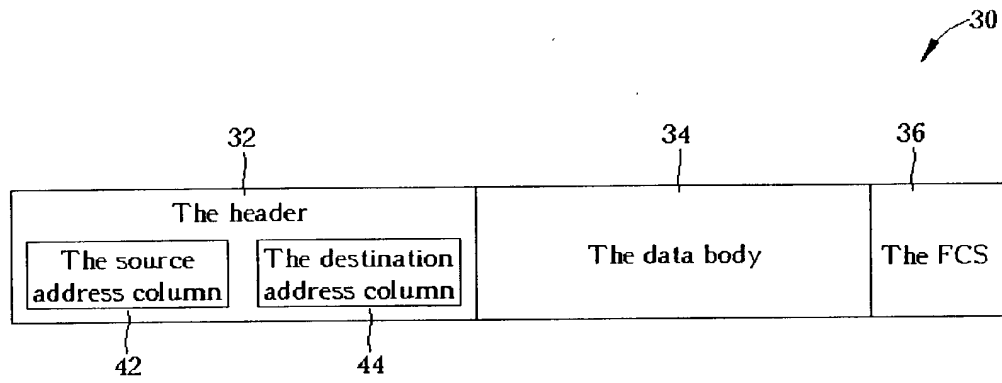 30
32
34
36
The header
The source
address column
The destination
address column
The data body
The FCS
42
44